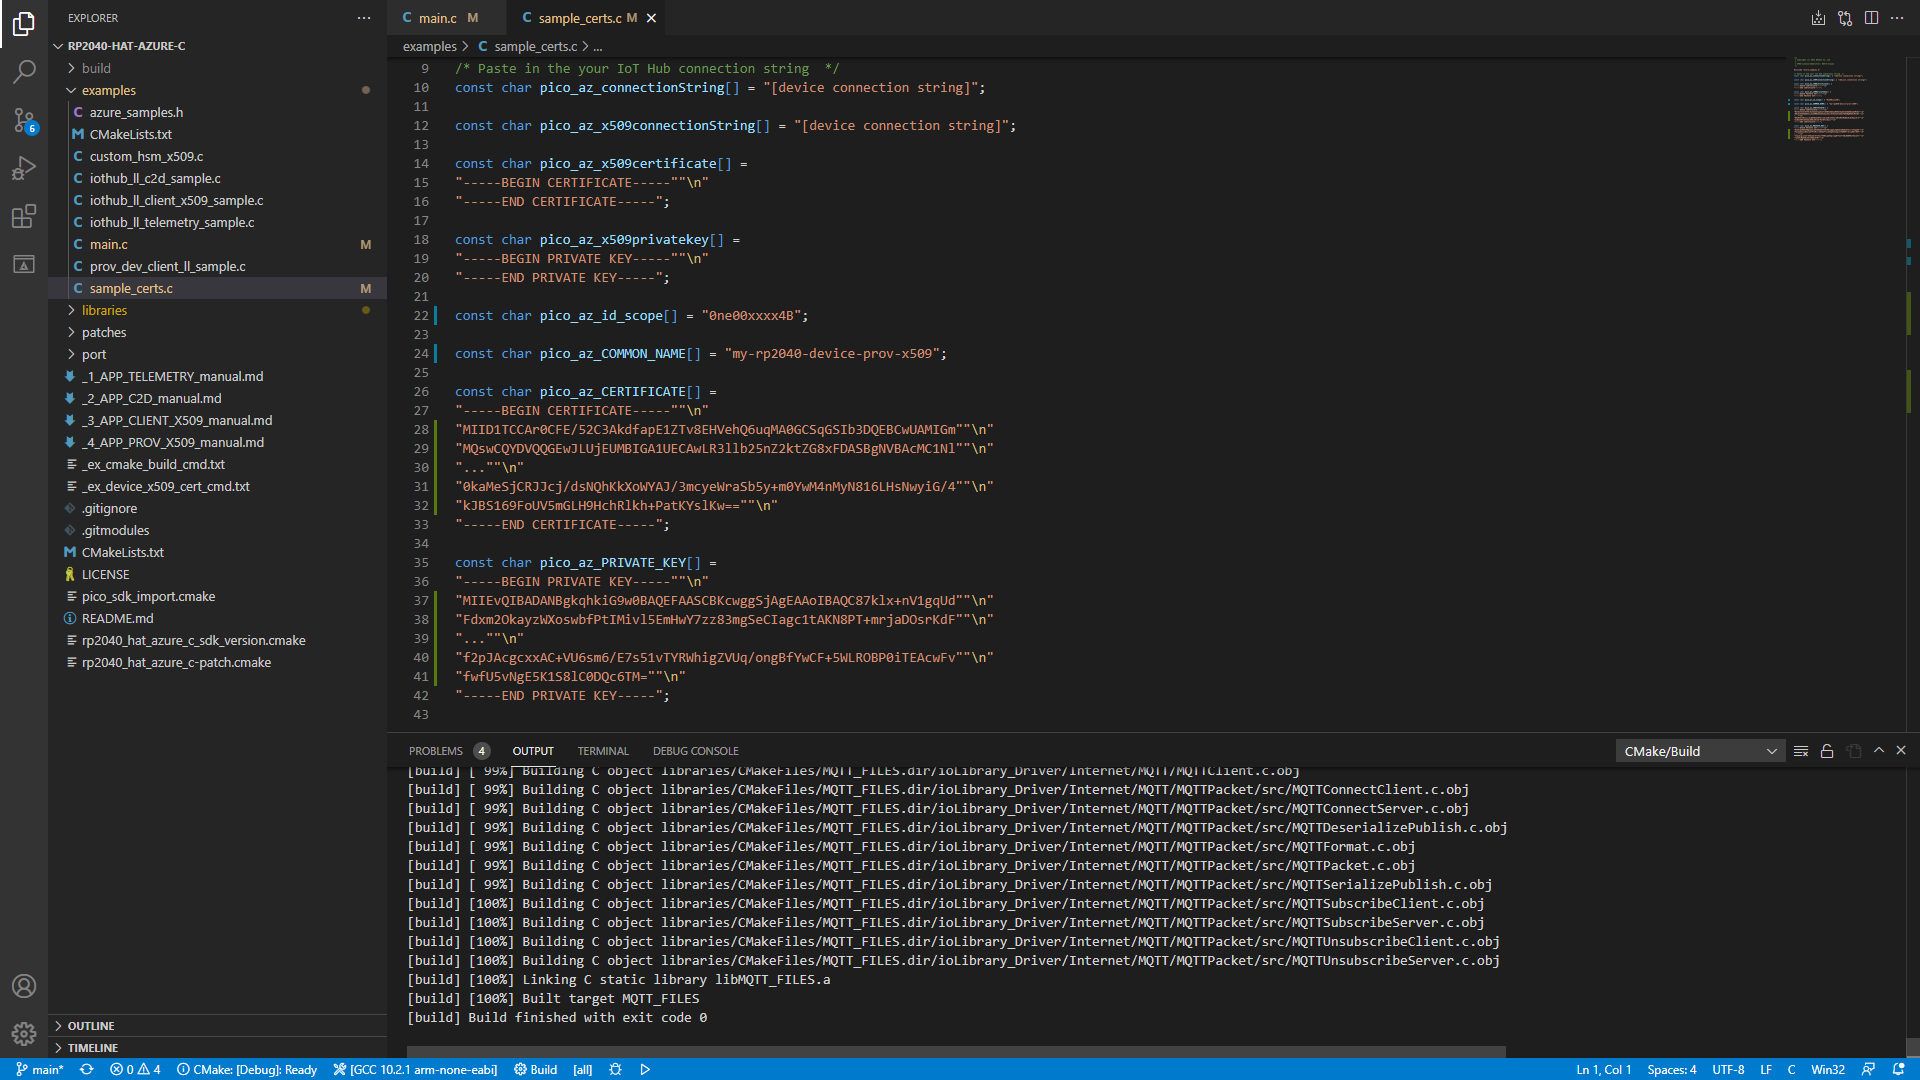 EXPLORER
RP2040-HAT-AZURE-C
build
examples
azure_samples.h
CMakeLists.txt
custom_hsm_x509.c
iothub_ll_c2d_sample.c
iothub_ll_client_x509_sample.c
iothub_ll_telemetry_sample.c
main.c M
prov_dev_client_ll_sample.c
sample_certs.c M
libraries
patches
port
_1_APP_TELEMETRY_manual.md
_2_APP_C2D_manual.md
_3_APP_CLIENT_X509_manual.md
_4_APP_PROV_X509_manual.md
_ex_cmake_build_cmd.txt
_ex_device_x509_cert_cmd.txt
.gitignore
.gitmodules
CMakeLists.txt
LICENSE
pico_sdk_import.cmake
README.md
rp2040_hat_azure_c_sdk_version.cmake
rp2040_hat_azure_c-patch.cmake
OUTLINE
TIMELINE
6
C main.c M
C sample_certs.c M
examples > C sample_certs.c > ...
9 /* Paste in the your IoT Hub connection string  */
10 const char pico_az_connectionString[] = "[device connection string]";
11
12 const char pico_az_x509connectionString[] = "[device connection string]";
13
14 const char pico_az_x509certificate[] =
15 "-----BEGIN CERTIFICATE-----""\n"
16 "-----END CERTIFICATE-----";
17
18 const char pico_az_x509privatekey[] =
19 "-----BEGIN PRIVATE KEY-----""\n"
20 "-----END PRIVATE KEY-----";
21
22 const char pico_az_id_scope[] = "0ne00xxxx4B";
23
24 const char pico_az_COMMON_NAME[] = "my-rp2040-device-prov-x509";
25
26 const char pico_az_CERTIFICATE[] =
27 "-----BEGIN CERTIFICATE-----""\n"
28 "MIID1TCCAr0CFE/52C3AkdfapE1ZTv8EHVehQ6uqMA0GCSqGSIb3DQEBCwUAMIGm""\n"
29 "MQswCQYDVQQGEwJLUjEUMBIGA1UECAwLR3llb25nZ2ktZG8xFDASBgNVBAcMC1Nl""\n"
30 "...""\n"
31 "0kaMeSjCRJJcj/dsNQhKkXoWYAJ/3mcyeWraSb5y+m0YwM4nMyN816LHsNwyiG/4""\n"
32 "kJBS169FoUV5mGLH9HchRlkh+PatKYslKw==""\n"
33 "-----END CERTIFICATE-----";
34
35 const char pico_az_PRIVATE_KEY[] =
36 "-----BEGIN PRIVATE KEY-----""\n"
37 "MIIEvQIBADANBgkqhkiG9w0BAQEFAASCBKcwggSjAgEAAoIBAQC87klx+nV1gqUd""\n"
38 "Fdxm2OkayzWXoswbfPtIMivl5EmHwY7zz83mgSeCIagc1tAKN8PT+mrjaDOsrKdF""\n"
39 "...""\n"
40 "f2pJAcgcxxAC+VU6sm6/E7s51vTYRWhigZVUq/ongBfYwCF+5WLROBP0iTEAcwFv""\n"
41 "fwfU5vNgE5K1S8lC0DQc6TM=""\n"
42 "-----END PRIVATE KEY-----";
43
PROBLEMS 4 OUTPUT TERMINAL DEBUG CONSOLE CMake/Build
[build] [ 99%] Building C object libraries/CMakeFiles/MQTT_FILES.dir/ioLibrary_Driver/Internet/MQTT/MQTTClient.c.obj
[build] [ 99%] Building C object libraries/CMakeFiles/MQTT_FILES.dir/ioLibrary_Driver/Internet/MQTT/MQTTPacket/src/MQTTConnectClient.c.obj
[build] [ 99%] Building C object libraries/CMakeFiles/MQTT_FILES.dir/ioLibrary_Driver/Internet/MQTT/MQTTPacket/src/MQTTConnectServer.c.obj
[build] [ 99%] Building C object libraries/CMakeFiles/MQTT_FILES.dir/ioLibrary_Driver/Internet/MQTT/MQTTPacket/src/MQTTDeserializePublish.c.obj
[build] [ 99%] Building C object libraries/CMakeFiles/MQTT_FILES.dir/ioLibrary_Driver/Internet/MQTT/MQTTPacket/src/MQTTFormat.c.obj
[build] [ 99%] Building C object libraries/CMakeFiles/MQTT_FILES.dir/ioLibrary_Driver/Internet/MQTT/MQTTPacket/src/MQTTPacket.c.obj
[build] [ 99%] Building C object libraries/CMakeFiles/MQTT_FILES.dir/ioLibrary_Driver/Internet/MQTT/MQTTPacket/src/MQTTSerializePublish.c.obj
[build] [100%] Building C object libraries/CMakeFiles/MQTT_FILES.dir/ioLibrary_Driver/Internet/MQTT/MQTTPacket/src/MQTTSubscribeClient.c.obj
[build] [100%] Building C object libraries/CMakeFiles/MQTT_FILES.dir/ioLibrary_Driver/Internet/MQTT/MQTTPacket/src/MQTTSubscribeServer.c.obj
[build] [100%] Building C object libraries/CMakeFiles/MQTT_FILES.dir/ioLibrary_Driver/Internet/MQTT/MQTTPacket/src/MQTTUnsubscribeClient.c.obj
[build] [100%] Building C object libraries/CMakeFiles/MQTT_FILES.dir/ioLibrary_Driver/Internet/MQTT/MQTTPacket/src/MQTTUnsubscribeServer.c.obj
[build] [100%] Linking C static library libMQTT_FILES.a
[build] [100%] Built target MQTT_FILES
[build] Build finished with exit code 0
main* 0 4 CMake: [Debug]: Ready [GCC 10.2.1 arm-none-eabi] Build [all] Ln 1, Col 1 Spaces: 4 UTF-8 LF C Win32